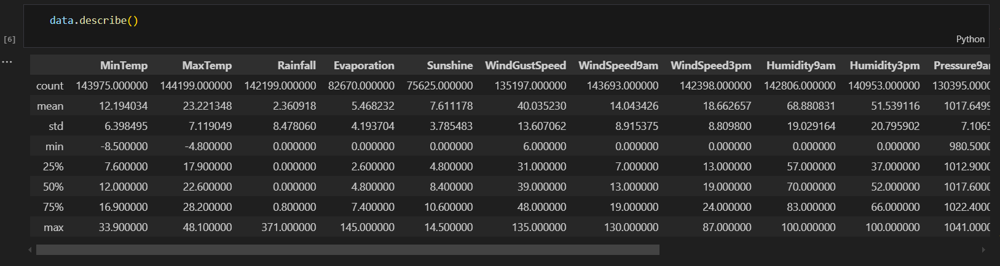 data.describe()
[6]
Python
...
MinTemp MaxTemp Rainfall Evaporation Sunshine WindGustSpeed WindSpeed9am WindSpeed3pm Humidity9am Humidity3pm Pressure9a
count 143975.000000 144199.000000 142199.000000 82670.000000 75625.000000 135197.000000 143693.000000 142398.000000 142806.000000 140953.000000 130395.0000
mean 12.194034 23.221348 2.360918 5.468232 7.611178 40.035230 14.043426 18.662657 68.880831 51.539116 1017.6499
std 6.398495 7.119049 8.478060 4.193704 3.785483 13.607062 8.915375 8.809800 19.029164 20.795902 7.1065
min -8.500000 -4.800000 0.000000 0.000000 0.000000 6.000000 0.000000 0.000000 0.000000 0.000000 980.5000
25% 7.600000 17.900000 0.000000 2.600000 4.800000 31.000000 7.000000 13.000000 57.000000 37.000000 1012.9000
50% 12.000000 22.600000 0.000000 4.800000 8.400000 39.000000 13.000000 19.000000 70.000000 52.000000 1017.6000
75% 16.900000 28.200000 0.800000 7.400000 10.600000 48.000000 19.000000 24.000000 83.000000 66.000000 1022.4000
max 33.900000 48.100000 371.000000 145.000000 14.500000 135.000000 130.000000 87.000000 100.000000 100.000000 1041.0000